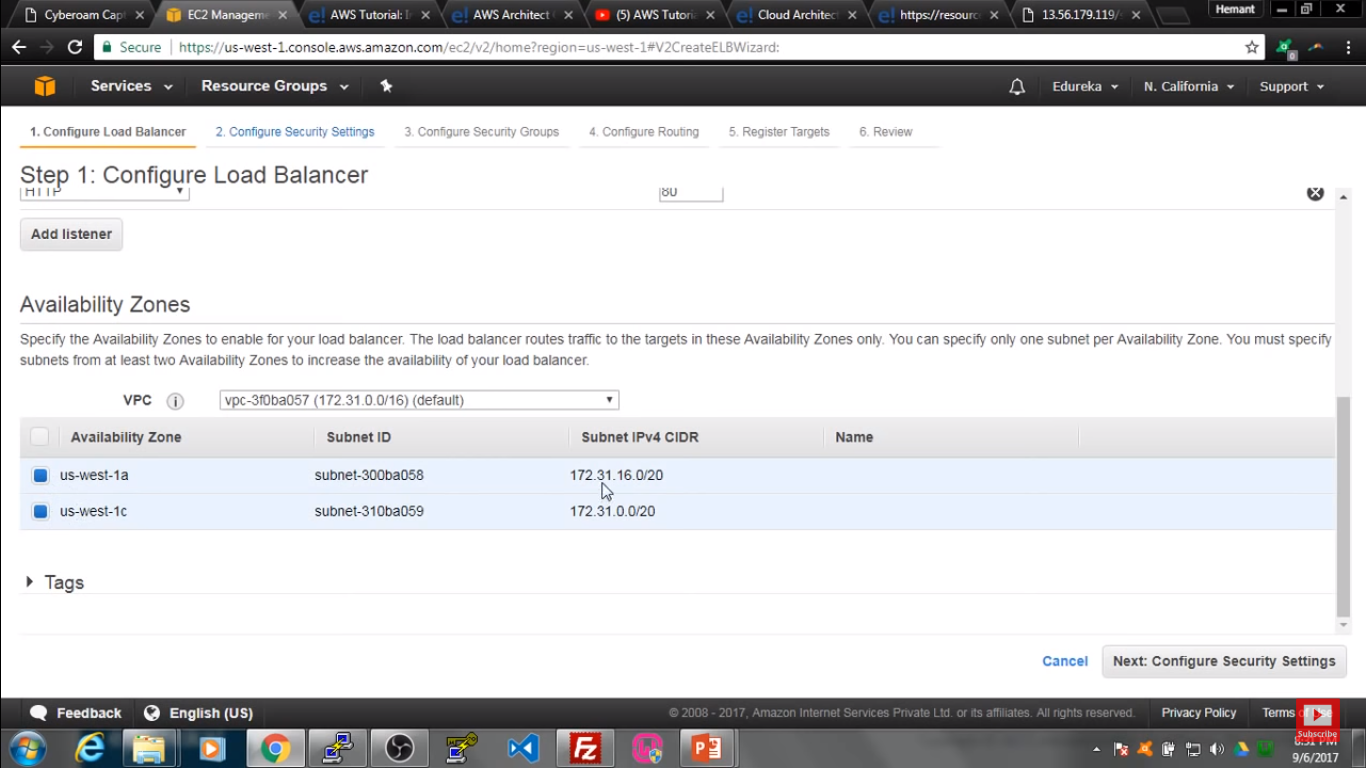 Cyberoam Capt
EC2 Manageme
AWS Tutorial: I
AWS Architect
(5) AWS Tutoria
Cloud Architec
https://resourc
13.56.179.119/
Hemant
Secure
https://us-west-1.console.aws.amazon.com/ec2/v2/home?region=us-west-1#V2CreateELBWizard:
0
Services
Resource Groups
Edureka
N. California
Support
1. Configure Load Balancer
2. Configure Security Settings
3. Configure Security Groups
4. Configure Routing
5. Register Targets
6. Review
Step 1: Configure Load Balancer
HTTP
80
Add listener
Availability Zones
Specify the Availability Zones to enable for your load balancer. The load balancer routes traffic to the targets in these Availability Zones only. You can specify only one subnet per Availability Zone. You must specify
subnets from at least two Availability Zones to increase the availability of your load balancer.
VPC
i
vpc-3f0ba057 (172.31.0.0/16) (default)
Availability Zone
Subnet ID
Subnet IPv4 CIDR
Name
us-west-1a
subnet-300ba058
172.31.16.0/20
us-west-1c
subnet-310ba059
172.31.0.0/20
Tags
Cancel
Next: Configure Security Settings
Feedback
English (US)
© 2008 - 2017, Amazon Internet Services Private Ltd. or its affiliates. All rights reserved.
Privacy Policy
Terms of Use
Subscribe
9/6/2017